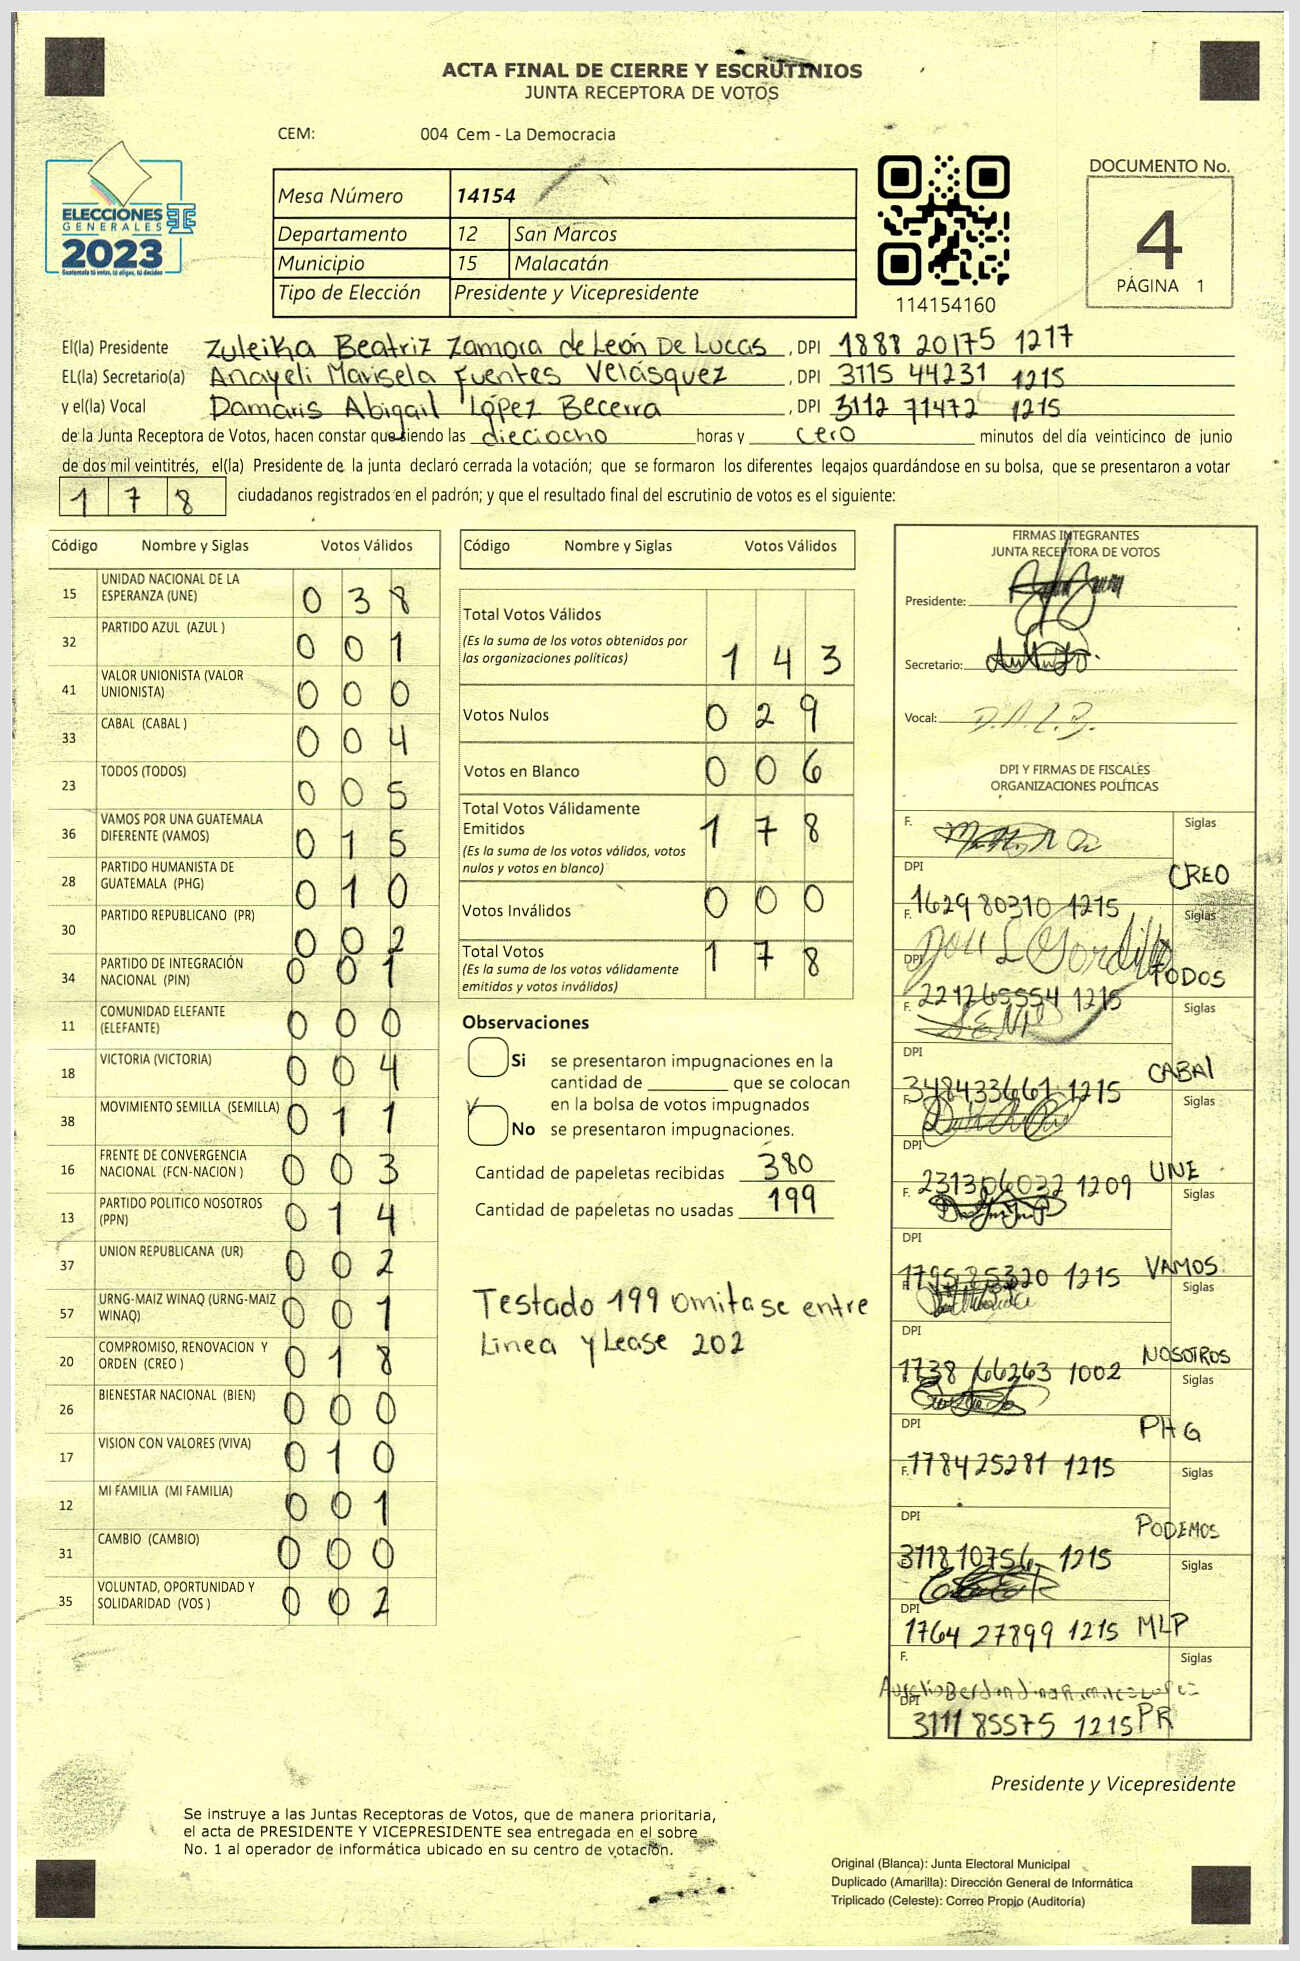 ACTA FINAL DE CIERRE Y ESCRUTINIOS
JUNTA RECEPTORA DE VOTOS
CEM: 004 Cem - La Democracia
ELECCIONES
GENERALES
2023
Guatemala tú votas, tú eliges, tú decides
Mesa Número 14154
Departamento 12 San Marcos
Municipio 15 Malacatán
Tipo de Elección Presidente y Vicepresidente
114154160
DOCUMENTO No.
4
PÁGINA 1
El(la) Presidente Zuleika Beatriz Zamora de León De Lucas , DPI 1888 20175 1217
EL(la) Secretario(a) Anayeli Marisela Fuentes Velásquez , DPI 3115 44231 1215
y el(la) Vocal Damaris Abigail López Becerra , DPI 3112 71472 1215
de la Junta Receptora de Votos, hacen constar que siendo las dieciocho horas y cero minutos del día veinticinco de junio
de dos mil veintitrés, el(la) Presidente de la junta declaró cerrada la votación; que se formaron los diferentes legajos guardándose en su bolsa, que se presentaron a votar
178 ciudadanos registrados en el padrón; y que el resultado final del escrutinio de votos es el siguiente:
Código Nombre y Siglas Votos Válidos
15 UNIDAD NACIONAL DE LA ESPERANZA (UNE) 0 3 8
32 PARTIDO AZUL (AZUL ) 0 0 1
41 VALOR UNIONISTA (VALOR UNIONISTA) 0 0 0
33 CABAL (CABAL ) 0 0 4
23 TODOS (TODOS) 0 0 5
36 VAMOS POR UNA GUATEMALA DIFERENTE (VAMOS) 0 1 5
28 PARTIDO HUMANISTA DE GUATEMALA (PHG) 0 1 0
30 PARTIDO REPUBLICANO (PR) 0 0 2
34 PARTIDO DE INTEGRACIÓN NACIONAL (PIN) 0 0 1
11 COMUNIDAD ELEFANTE (ELEFANTE) 0 0 0
18 VICTORIA (VICTORIA) 0 0 4
38 MOVIMIENTO SEMILLA (SEMILLA) 0 1 1
16 FRENTE DE CONVERGENCIA NACIONAL (FCN-NACION ) 0 0 3
13 PARTIDO POLITICO NOSOTROS (PPN) 0 1 4
37 UNION REPUBLICANA (UR) 0 0 2
57 URNG-MAIZ WINAQ (URNG-MAIZ WINAQ) 0 0 1
20 COMPROMISO, RENOVACION Y ORDEN (CREO ) 0 1 8
26 BIENESTAR NACIONAL (BIEN) 0 0 0
17 VISION CON VALORES (VIVA) 0 1 0
12 MI FAMILIA (MI FAMILIA) 0 0 1
31 CAMBIO (CAMBIO) 0 0 0
35 VOLUNTAD, OPORTUNIDAD Y SOLIDARIDAD (VOS ) 0 0 2
Código Nombre y Siglas Votos Válidos
Total Votos Válidos
(Es la suma de los votos obtenidos por
las organizaciones políticas) 1 4 3
Votos Nulos 0 2 9
Votos en Blanco 0 0 6
Total Votos Válidamente
Emitidos 1 7 8
(Es la suma de los votos válidos, votos
nulos y votos en blanco)
Votos Inválidos 0 0 0
Total Votos 1 7 8
(Es la suma de los votos válidamente
emitidos y votos inválidos)
Observaciones
Si se presentaron impugnaciones en la
cantidad de ________ que se colocan
en la bolsa de votos impugnados
No se presentaron impugnaciones.
Cantidad de papeletas recibidas 380
Cantidad de papeletas no usadas 199
Testado 199 omitase entre
Linea y Lease 202
FIRMAS INTEGRANTES
JUNTA RECEPTORA DE VOTOS
Presidente:
Secretario:
Vocal: D.A.L.B.
DPI Y FIRMAS DE FISCALES
ORGANIZACIONES POLÍTICAS
F. Siglas
DPI CREO
1629 80310 1215
F. Siglas
DPI TODOS
221265554 1215
F. Siglas
DPI CABAl
348433661 1215
F. Siglas
DPI UNE
231306032 1209
F. Siglas
DPI VAMOS
1215
F. Siglas
DPI NOSOTROS
1738 66263 1002
F. Siglas
DPI PHG
178425281 1215
F. Siglas
DPI PODEMOS
3118 10756 1215
Siglas
DPI
1764 27899 1215 MLP
F. Siglas
DPI
3111 85575 1215 PR
Presidente y Vicepresidente
Se instruye a las Juntas Receptoras de Votos, que de manera prioritaria,
el acta de PRESIDENTE Y VICEPRESIDENTE sea entregada en el sobre
No. 1 al operador de informática ubicado en su centro de votación.
Original (Blanca): Junta Electoral Municipal
Duplicado (Amarilla): Dirección General de Informática
Triplicado (Celeste): Correo Propio (Auditoría)